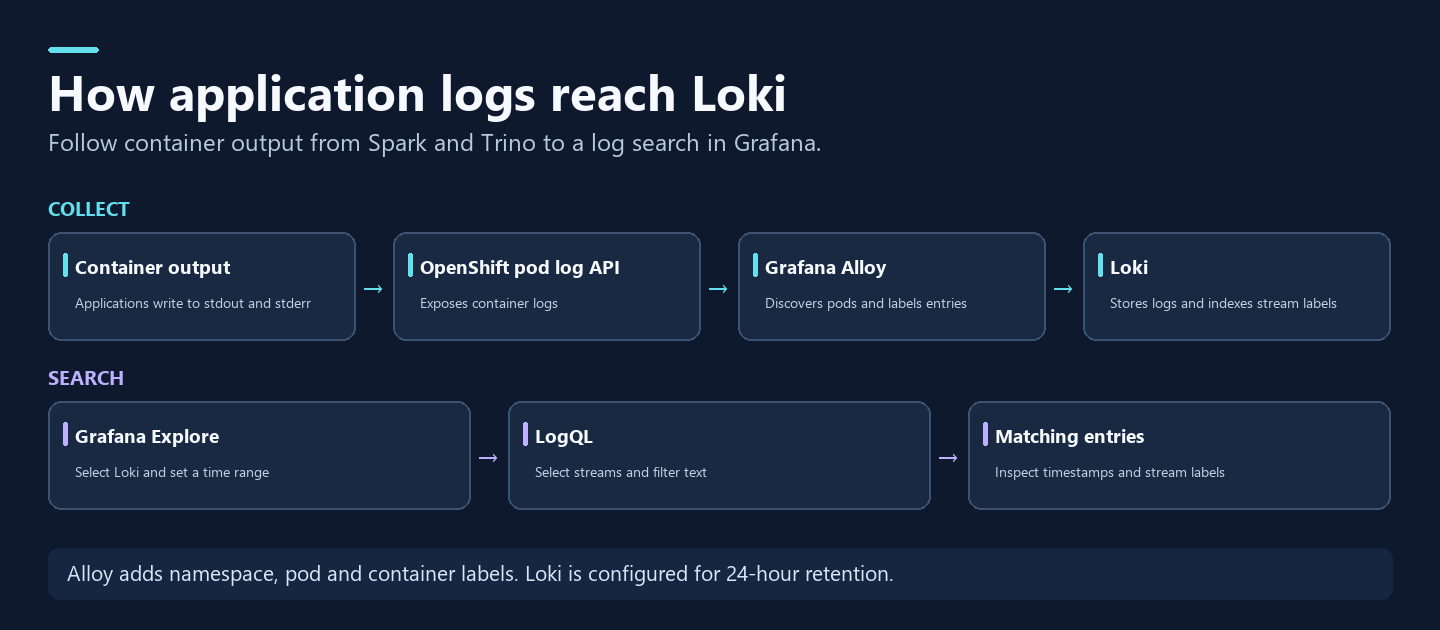 How application logs reach Loki
Follow container output from Spark and Trino to a log search in Grafana.
COLLECT
Container output
Applications write to stdout and stderr
→
OpenShift pod log API
Exposes container logs
→
Grafana Alloy
Discovers pods and labels entries
→
Loki
Stores logs and indexes stream labels
SEARCH
Grafana Explore
Select Loki and set a time range
→
LogQL
Select streams and filter text
→
Matching entries
Inspect timestamps and stream labels
Alloy adds namespace, pod and container labels. Loki is configured for 24-hour retention.